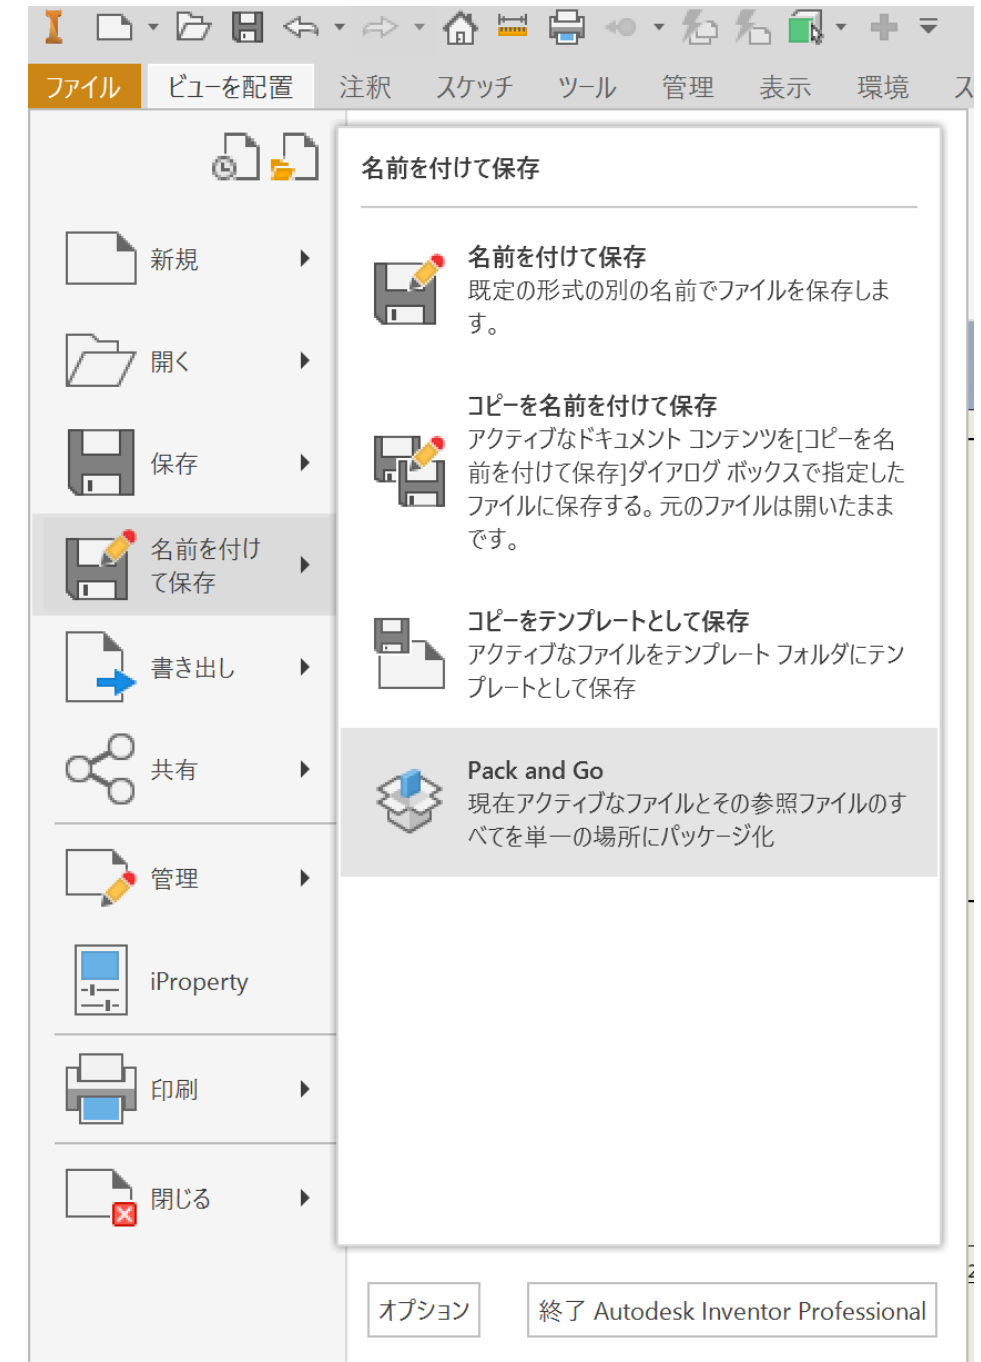 ファイル ビューを配置 注釈 スケッチ ツール 管理 表示 環境
名前を付けて保存
新規
開く
保存
名前を付け
て保存
書き出し
共有
管理
iProperty
印刷
閉じる
名前を付けて保存
既定の形式の別の名前でファイルを保存しま
す。
コピーを名前を付けて保存
アクティブなドキュメント コンテンツを[コピーを名
前を付けて保存]ダイアログ ボックスで指定した
ファイルに保存する。元のファイルは開いたまま
です。
コピーをテンプレートとして保存
アクティブなファイルをテンプレート フォルダにテン
プレートとして保存
Pack and Go
現在アクティブなファイルとその参照ファイルのす
べてを単一の場所にパッケージ化
オプション
終了 Autodesk Inventor Professional